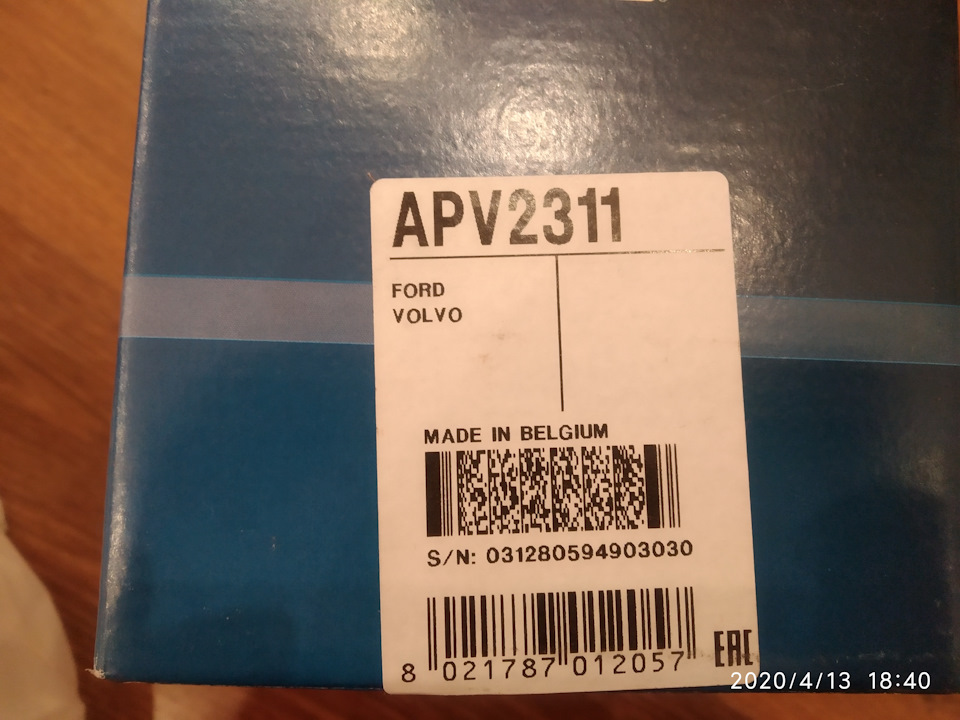 APV2311
FORD
VOLVO
MADE IN BELGIUM
S/N: 031280594903030
8 021787 012057
EAC
2020/4/13 18:40